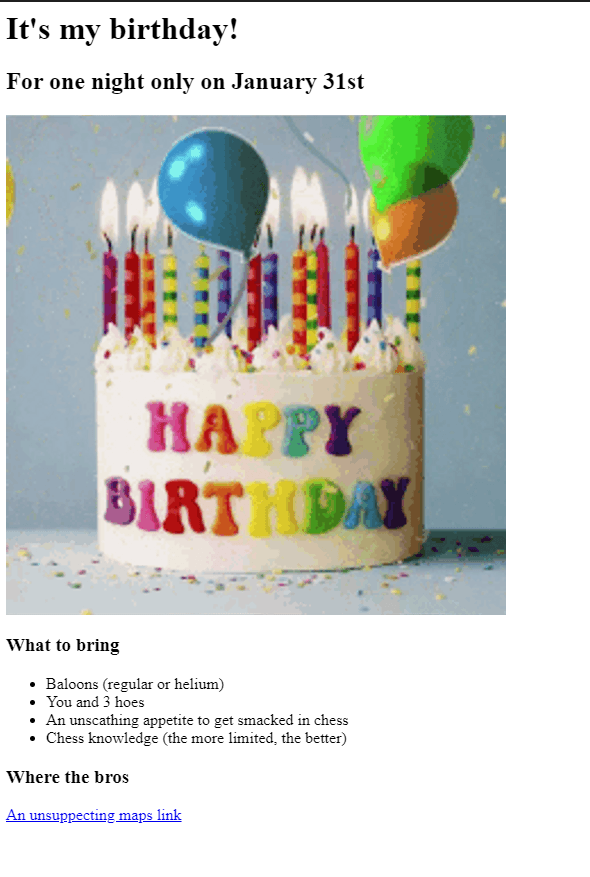 It's my birthday!
For one night only on January 31st
HAPPY
BIRTHDAY
What to bring
Baloons (regular or helium)
You and 3 hoes
An unscathing appetite to get smacked in chess
Chess knowledge (the more limited, the better)
Where the bros
An unsuppecting maps link